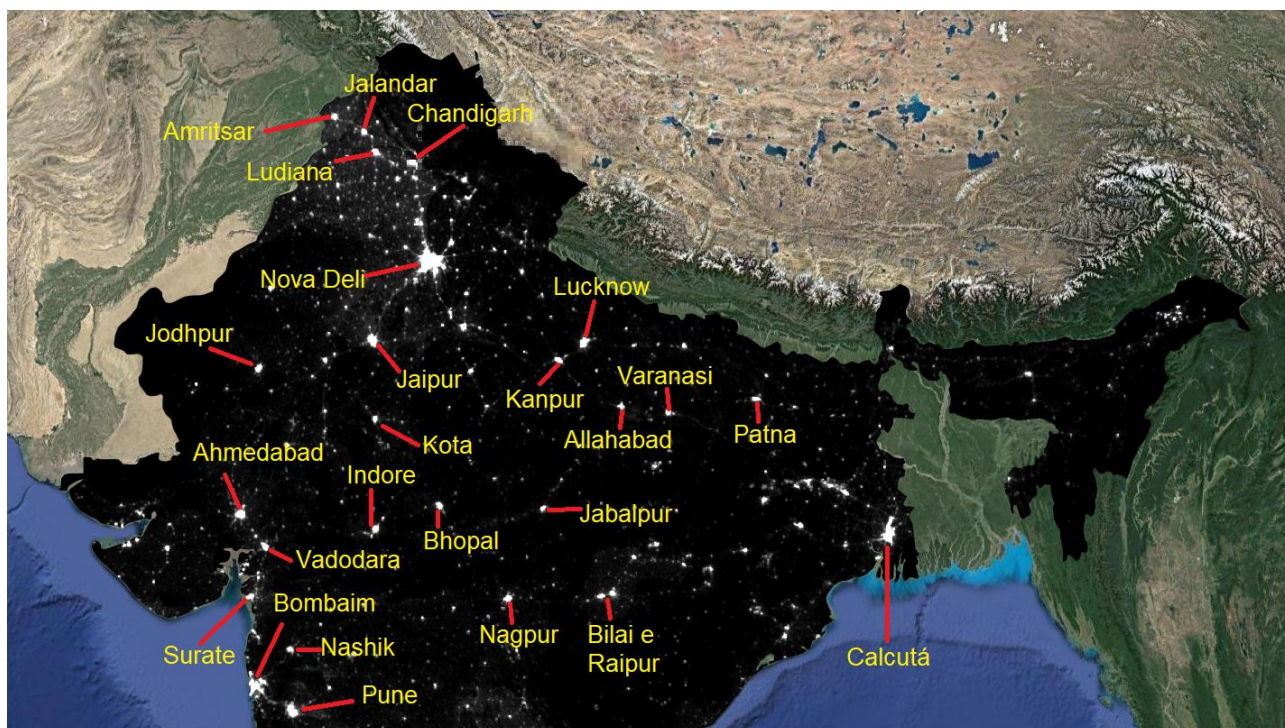 Jalandar
Chandigarh
Amritsar
Ludiana
Nova Deli
Lucknow
Jodhpur
Jaipur
Varanasi
Kanpur
Allahabad
Patna
Kota
Ahmedabad
Indore
Jabalpur
Bhopal
Vadodara
Bombaim
Nashik
Nagpur
Bilai e
Raipur
Surate
Calcutá
Pune